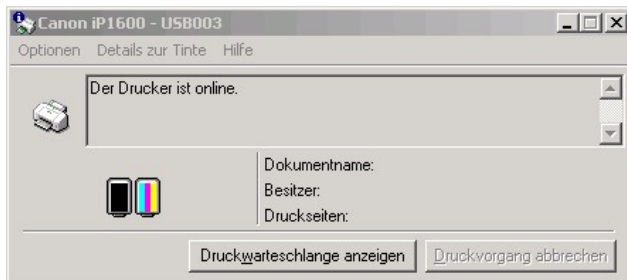 Canon iP1600 - USB003
Optionen Details zur Tinte Hilfe
Der Drucker ist online.
Dokumentname:
Besitzer:
Druckseiten:
Druckwarteschlange anzeigen Druckvorgang abbrechen